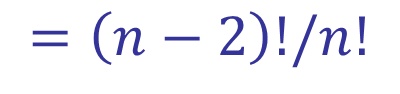 = (n − 2)!/n!